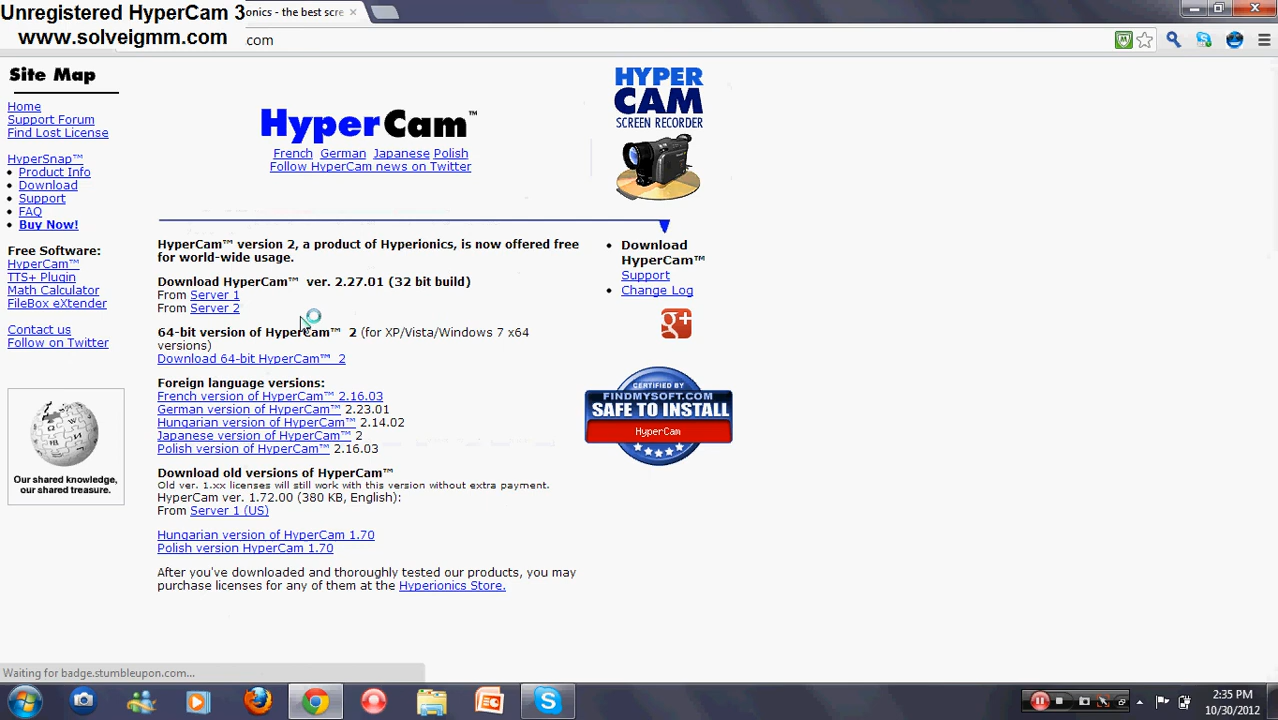 Unregistered HyperCam 3
www.solveigmm.com
onics - the best scre
com
Site Map
Home
Support Forum
Find Lost License
HyperSnap™
Product Info
Download
Support
FAQ
Buy Now!
Free Software:
HyperCam™
TTS+ Plugin
Math Calculator
FileBox eXtender
Contact us
Follow on Twitter
Our shared knowledge,
our shared treasure.
HyperCam™
French German Japanese Polish
Follow HyperCam news on Twitter
HyperCam™ version 2, a product of Hyperionics, is now offered free
for world-wide usage.
Download HyperCam™ ver. 2.27.01 (32 bit build)
From Server 1
From Server 2
64-bit version of HyperCam™ 2 (for XP/Vista/Windows 7 x64
versions)
Download 64-bit HyperCam™ 2
Foreign language versions:
French version of HyperCam™ 2.16.03
German version of HyperCam™ 2.23.01
Hungarian version of HyperCam™ 2.14.02
Japanese version of HyperCam™ 2
Polish version of HyperCam™ 2.16.03
Download old versions of HyperCam™
Old ver. 1.xx licenses will still work with this version without extra payment.
HyperCam ver. 1.72.00 (380 KB, English):
From Server 1 (US)
Hungarian version of HyperCam 1.70
Polish version HyperCam 1.70
After you've downloaded and thoroughly tested our products, you may
purchase licenses for any of them at the Hyperionics Store.
HYPER
CAM
SCREEN RECORDER
Download
HyperCam™
Support
Change Log
g+
CERTIFIED BY
FINDMYSOFT.COM
SAFE TO INSTALL
HyperCam
Waiting for badge.stumbleupon.com...
2:35 PM
10/30/2012